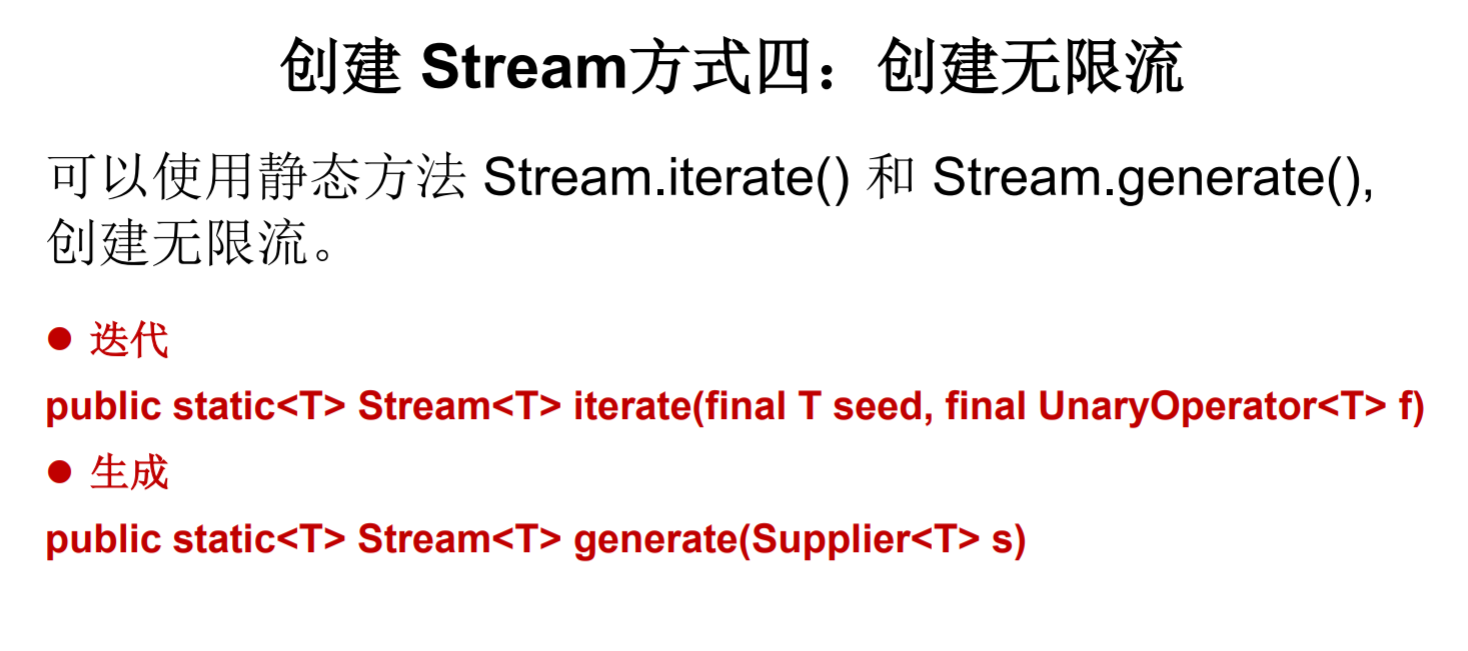 创建 Stream方式四：创建无限流
可以使用静态方法 Stream.iterate() 和 Stream.generate(),
创建无限流。
● 迭代
public static<T> Stream<T> iterate(final T seed, final UnaryOperator<T> f)
● 生成
public static<T> Stream<T> generate(Supplier<T> s)